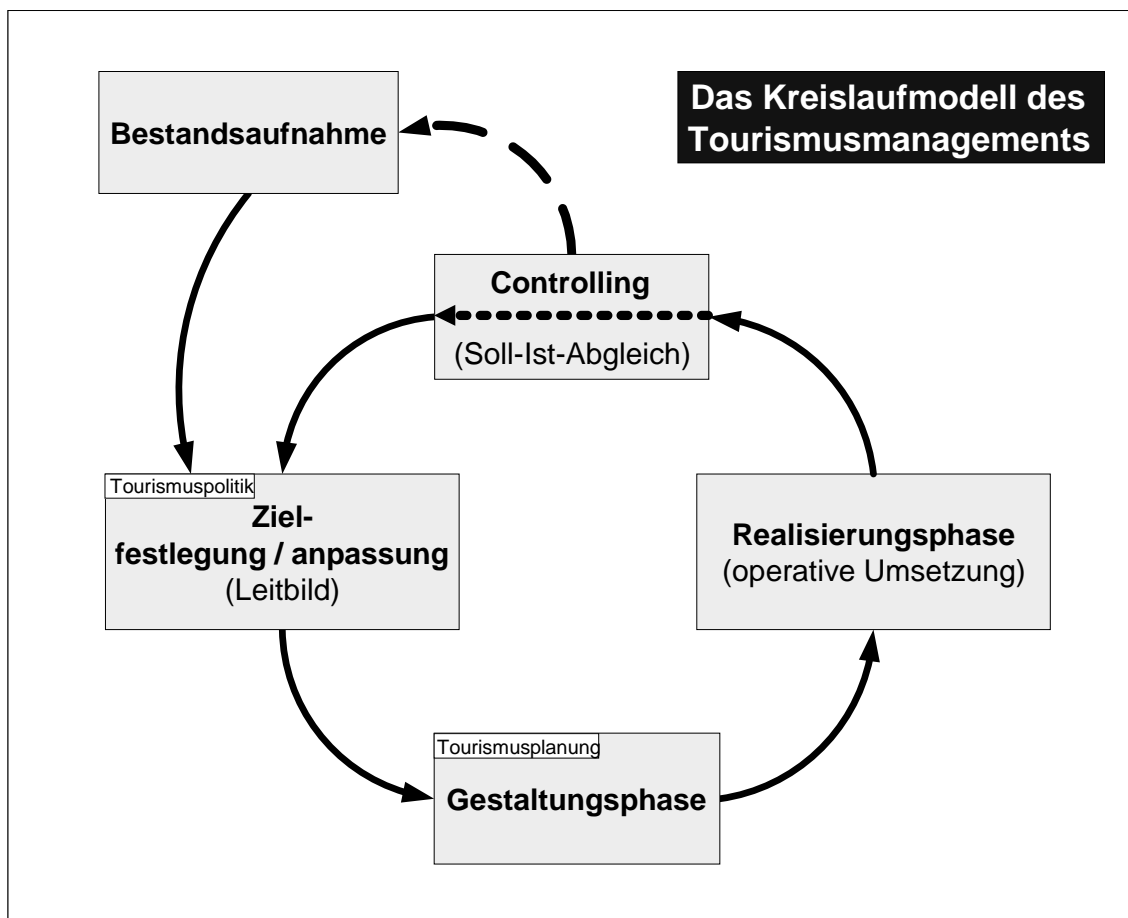 Das Kreislaufmodell des
Tourismusmanagements
Bestandsaufnahme
Controlling
(Soll-Ist-Abgleich)
Tourismuspolitik
Ziel-
festlegung / anpassung
(Leitbild)
Realisierungsphase
(operative Umsetzung)
Tourismusplanung
Gestaltungsphase